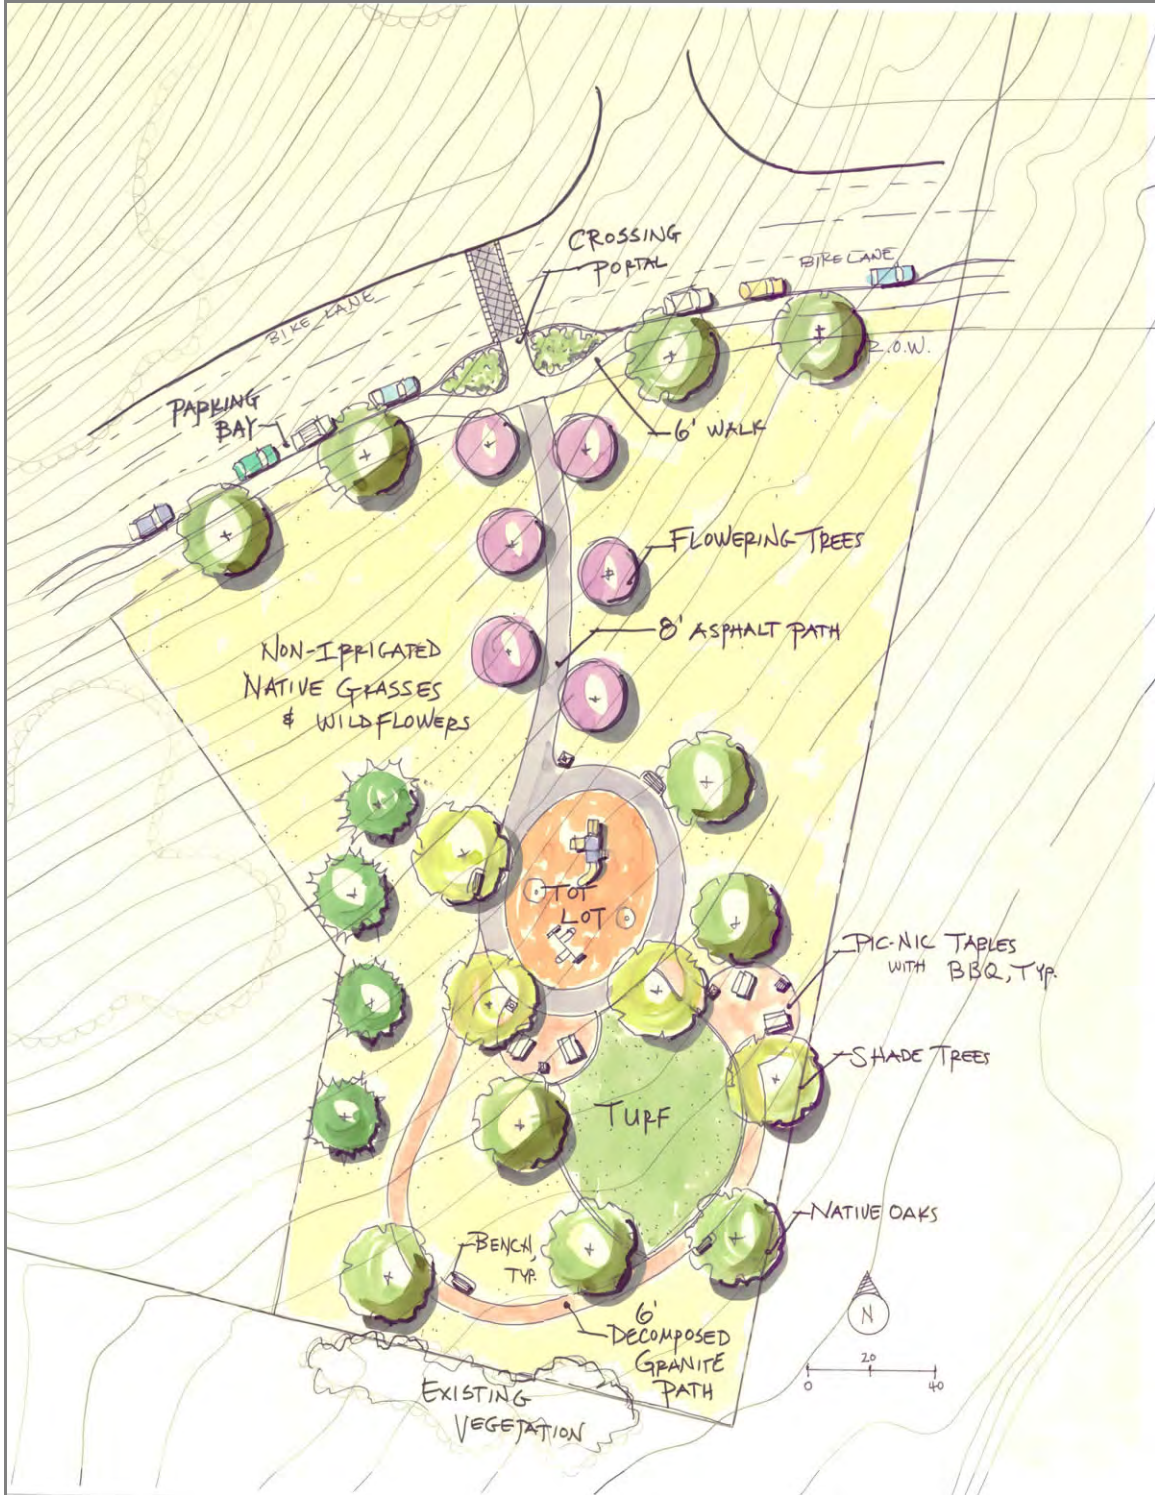 CROSSING
PORTAL
BIKE LANE
BIKE LANE
R.O.W.
PARKING
BAY
6' WALK
FLOWERING TREES
8' ASPHALT PATH
NON-IRRIGATED
NATIVE GRASSES
& WILDFLOWERS
TOT
LOT
PIC-NIC TABLES
WITH BBQ, TYP.
SHADE TREES
TURF
NATIVE OAKS
BENCH,
TYP.
6'
DECOMPOSED
GRANITE
PATH
N
20
0 40
EXISTING
VEGETATION